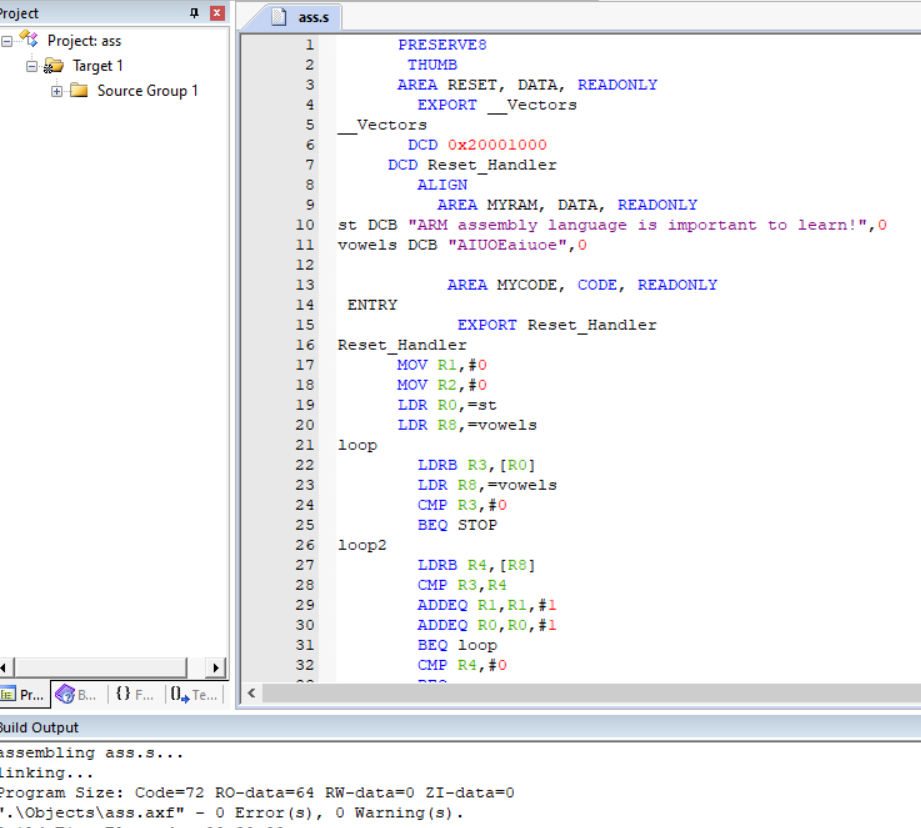 Project
Project: ass
Target 1
Source Group 1
Pr...
B...
{} F...
Te...
ass.s
1 PRESERVE8
2 THUMB
3 AREA RESET, DATA, READONLY
4 EXPORT __Vectors
5 __Vectors
6 DCD 0x20001000
7 DCD Reset_Handler
8 ALIGN
9 AREA MYRAM, DATA, READONLY
10 st DCB "ARM assembly language is important to learn!",0
11 vowels DCB "AIUOEaiuoe",0
12
13 AREA MYCODE, CODE, READONLY
14 ENTRY
15 EXPORT Reset_Handler
16 Reset_Handler
17 MOV R1,#0
18 MOV R2,#0
19 LDR R0,=st
20 LDR R8,=vowels
21 loop
22 LDRB R3,[R0]
23 LDR R8,=vowels
24 CMP R3,#0
25 BEQ STOP
26 loop2
27 LDRB R4,[R8]
28 CMP R3,R4
29 ADDEQ R1,R1,#1
30 ADDEQ R0,R0,#1
31 BEQ loop
32 CMP R4,#0
Build Output
assembling ass.s...
linking...
Program Size: Code=72 RO-data=64 RW-data=0 ZI-data=0
".\Objects\ass.axf" - 0 Error(s), 0 Warning(s).